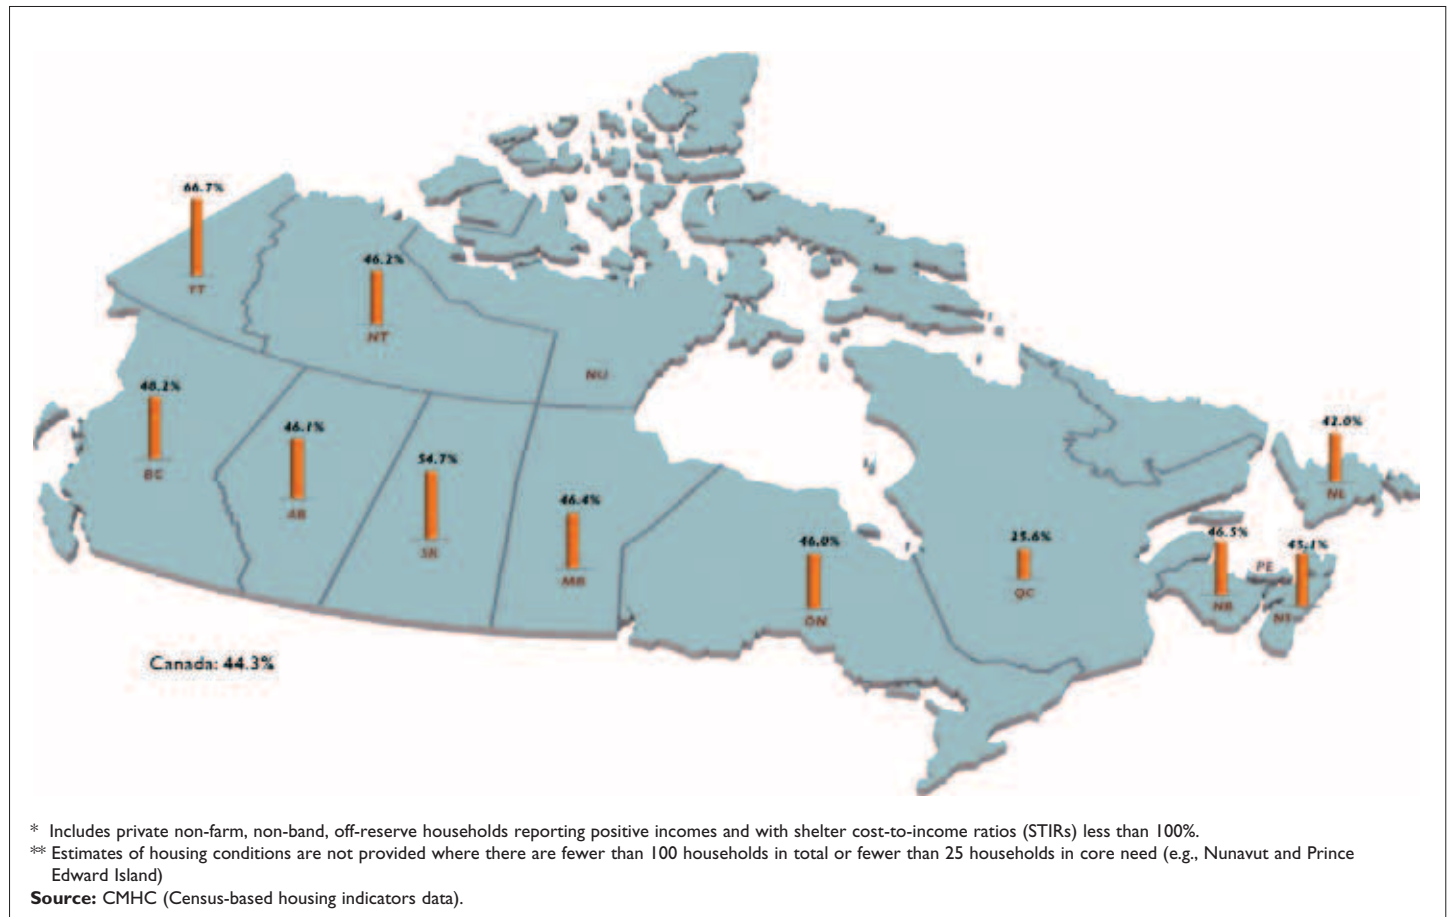 66.7%
YT
46.2%
NT
NU
48.2%
BC
46.1%
AB
54.7%
SK
46.4%
MB
46.0%
ON
25.6%
QC
42.0%
NL
46.5%
NB
PE
45.1%
NS
Canada: 44.3%
* Includes private non-farm, non-band, off-reserve households reporting positive incomes and with shelter cost-to-income ratios (STIRs) less than 100%.
** Estimates of housing conditions are not provided where there are fewer than 100 households in total or fewer than 25 households in core need (e.g., Nunavut and Prince
Edward Island)
Source: CMHC (Census-based housing indicators data).